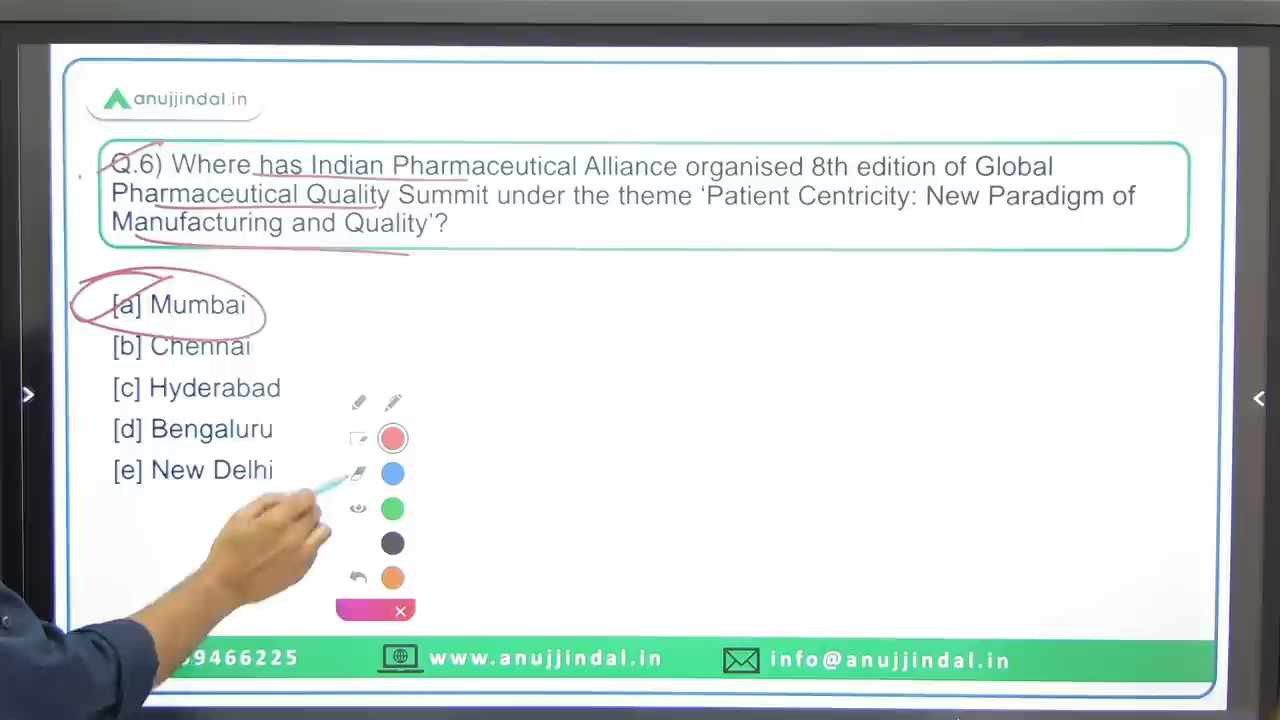 anujjindal.in
Q.6) Where has Indian Pharmaceutical Alliance organised 8th edition of Global
Pharmaceutical Quality Summit under the theme ‘Patient Centricity: New Paradigm of
Manufacturing and Quality’?
[a] Mumbai
[b] Chennai
[c] Hyderabad
[d] Bengaluru
[e] New Delhi
9466225
www.anujjindal.in
info@anujjindal.in